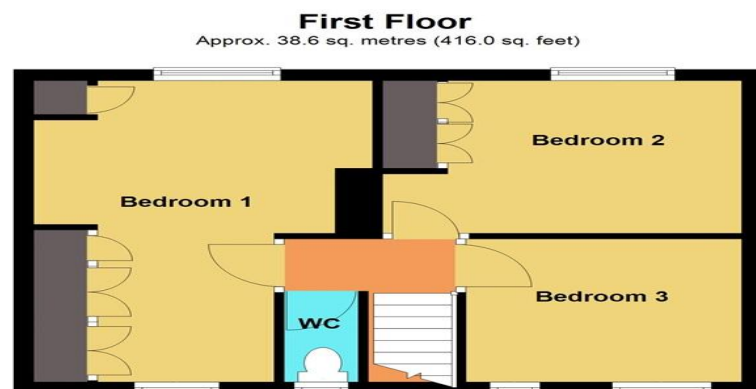 First Floor
Approx. 38.6 sq. metres (416.0 sq. feet)
Bedroom 2
Bedroom 1
Bedroom 3
WC